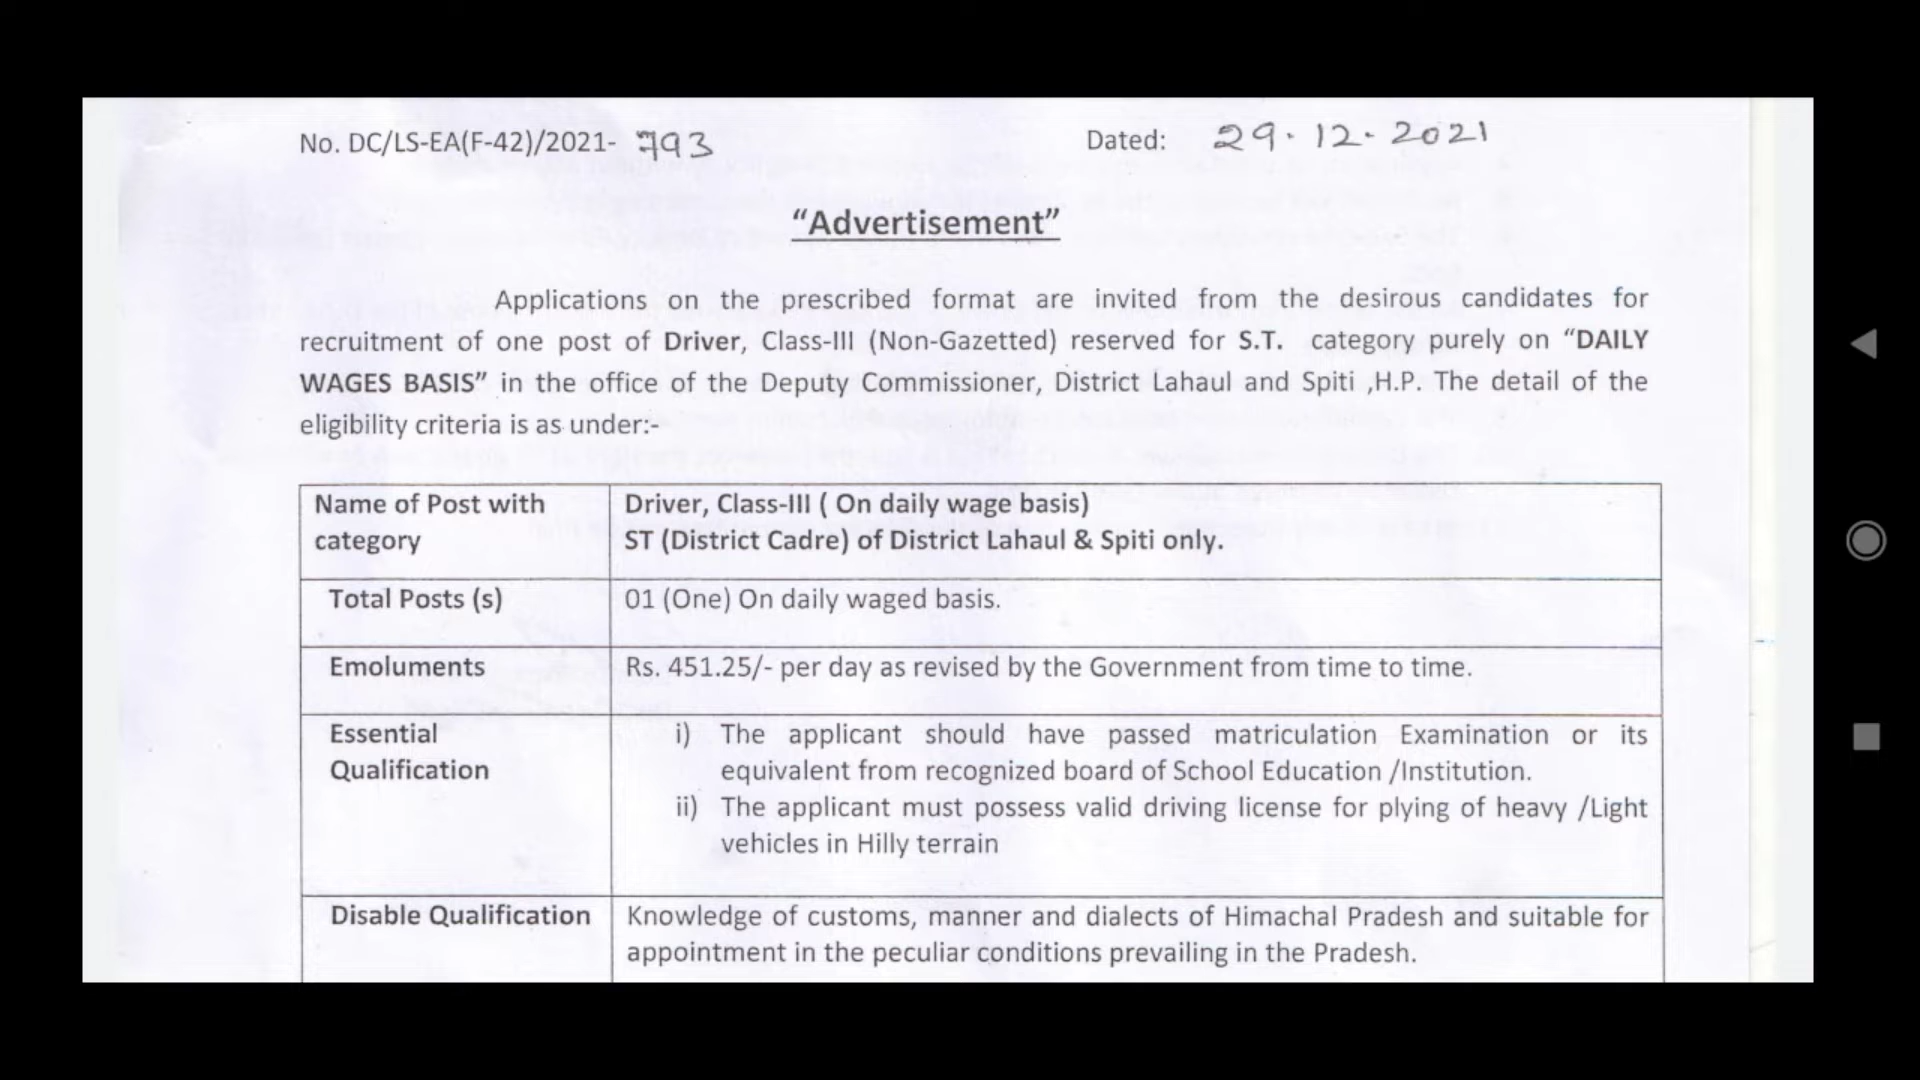 No. DC/LS-EA(F-42)/2021- 793 Dated: 29.12.2021
“Advertisement”
Applications on the prescribed format are invited from the desirous candidates for
recruitment of one post of Driver, Class-III (Non-Gazetted) reserved for S.T. category purely on “DAILY
WAGES BASIS” in the office of the Deputy Commissioner, District Lahaul and Spiti ,H.P. The detail of the
eligibility criteria is as under:-
Name of Post with
category
Driver, Class-III ( On daily wage basis)
ST (District Cadre) of District Lahaul & Spiti only.
Total Posts (s)
01 (One) On daily waged basis.
Emoluments
Rs. 451.25/- per day as revised by the Government from time to time.
Essential
Qualification
i) The applicant should have passed matriculation Examination or its
equivalent from recognized board of School Education /Institution.
ii) The applicant must possess valid driving license for plying of heavy /Light
vehicles in Hilly terrain
Disable Qualification
Knowledge of customs, manner and dialects of Himachal Pradesh and suitable for
appointment in the peculiar conditions prevailing in the Pradesh.